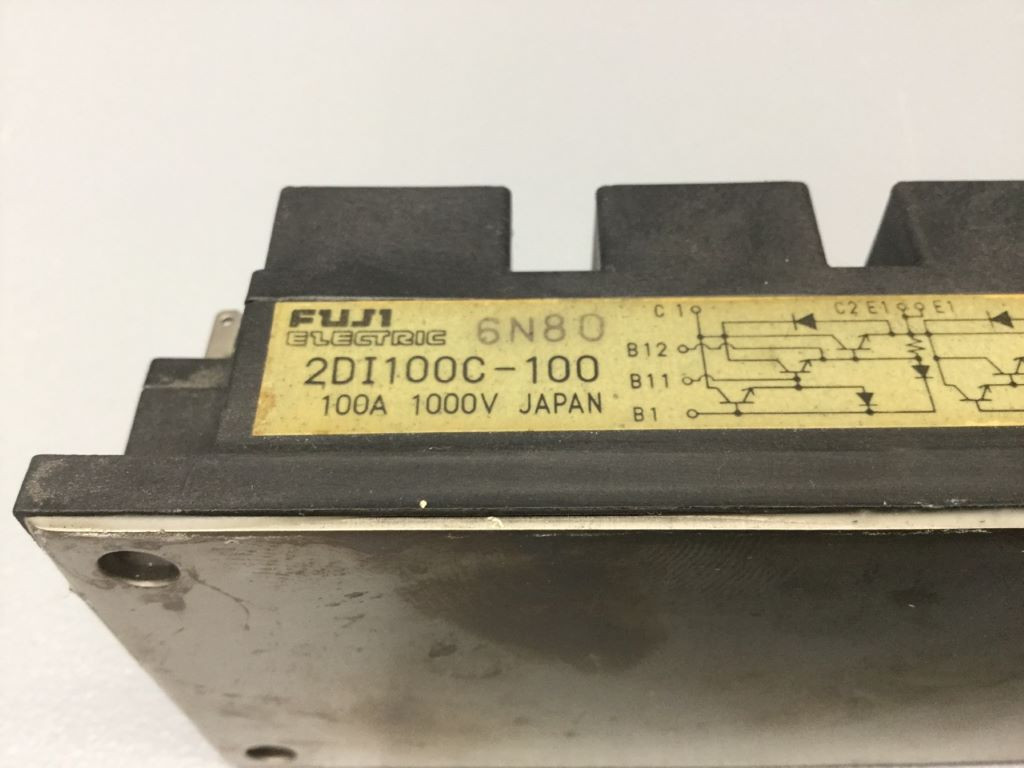 FUJI
ELECTRIC 6N80
2DI100C-100
100A 1000V JAPAN
C1 C2 E1 E1
B12
B11
B1